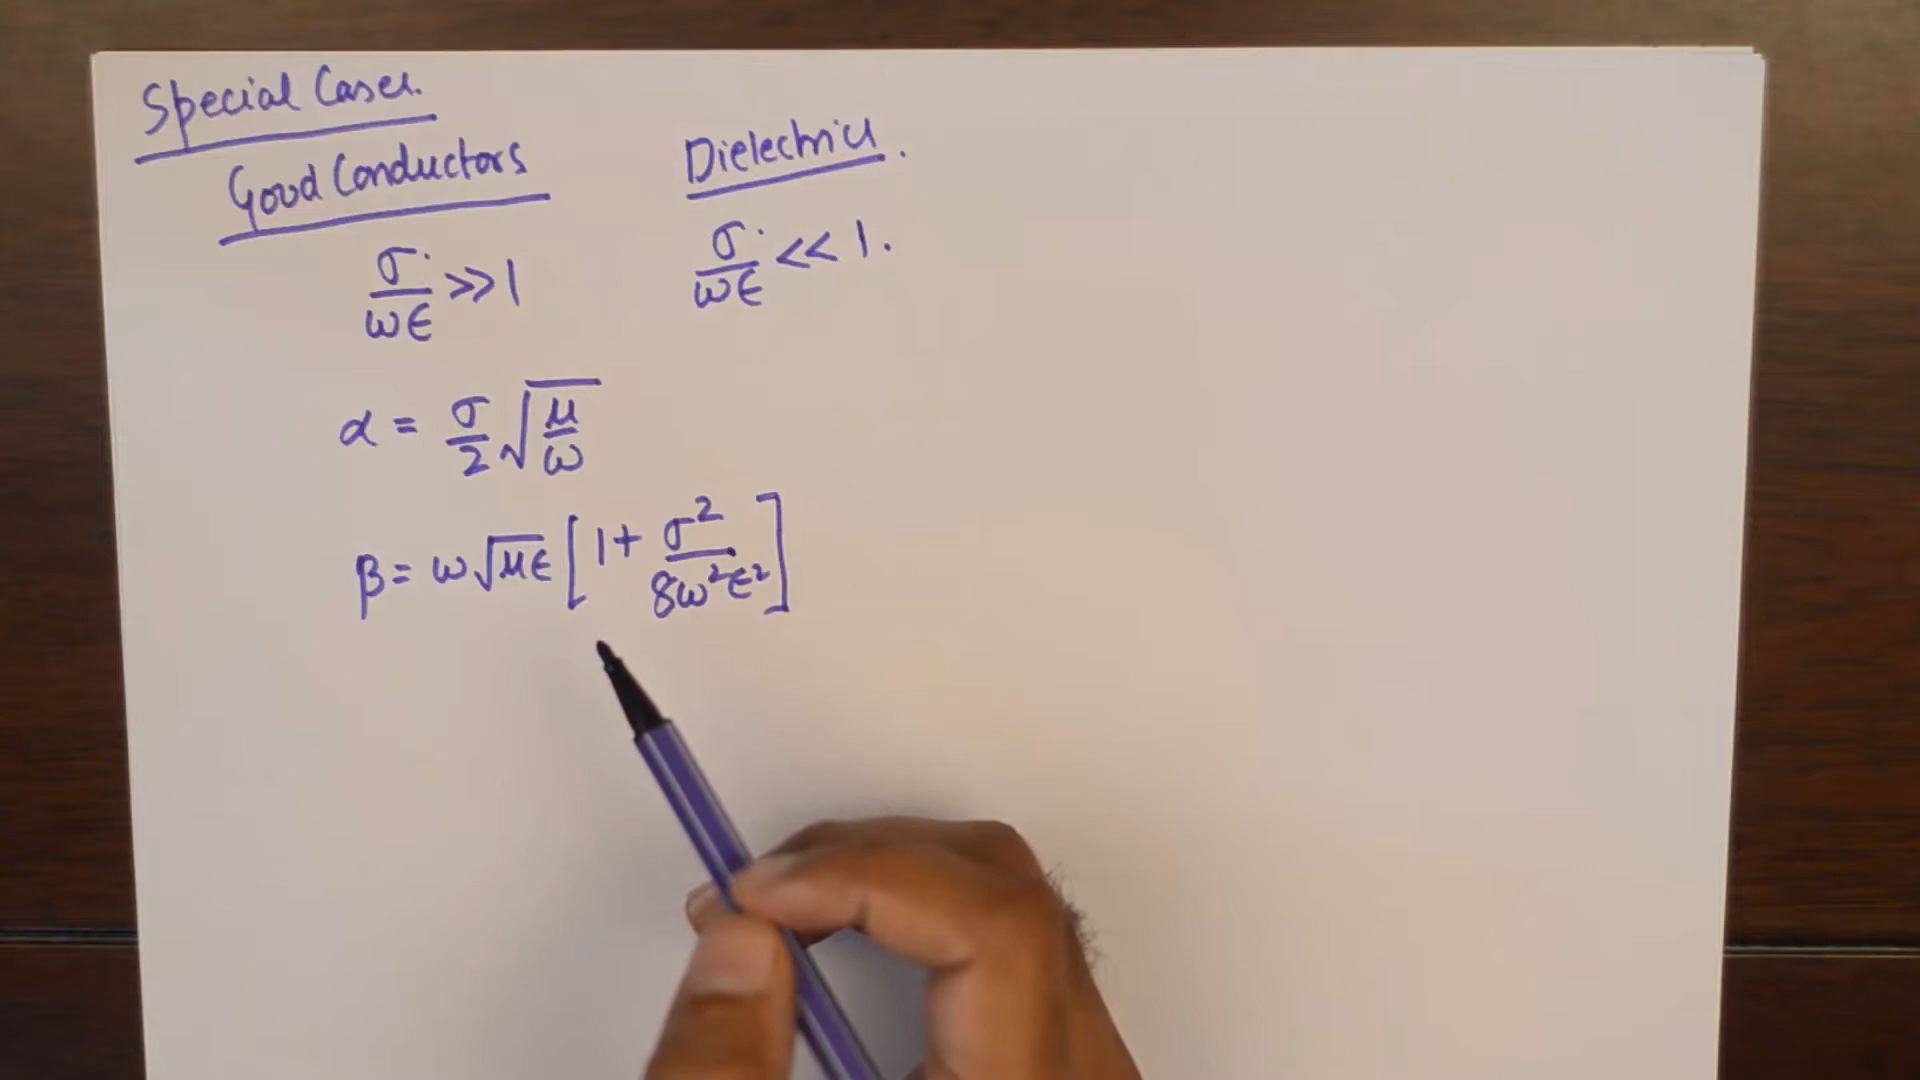 Special Cases.
Good Conductors
σ/ωϵ >> 1
Dielectrics.
σ/ωϵ << 1.
α = σ/2 √(μ/ω)
β = ω√μϵ [1 + σ²/8ω²ϵ²]